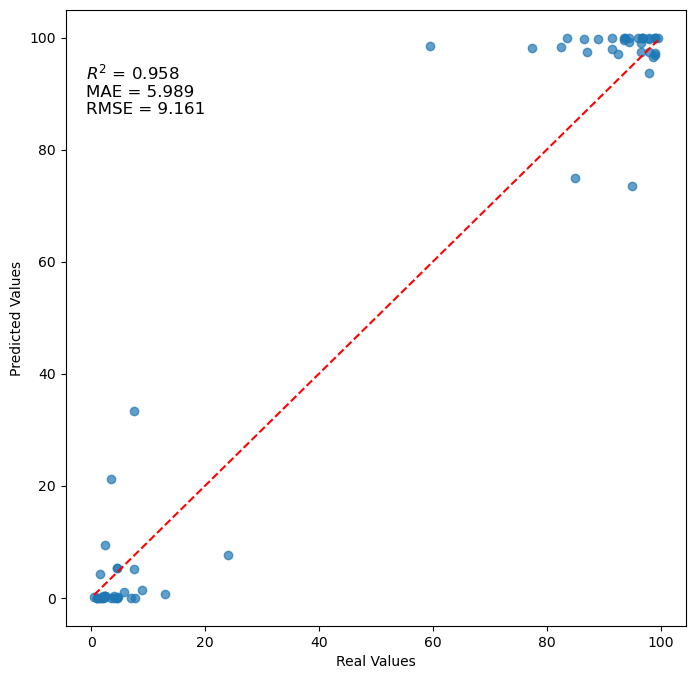 100
80
60
40
20
0
R² = 0.958
MAE = 5.989
RMSE = 9.161
Predicted Values
0 20 40 60 80 100
Real Values